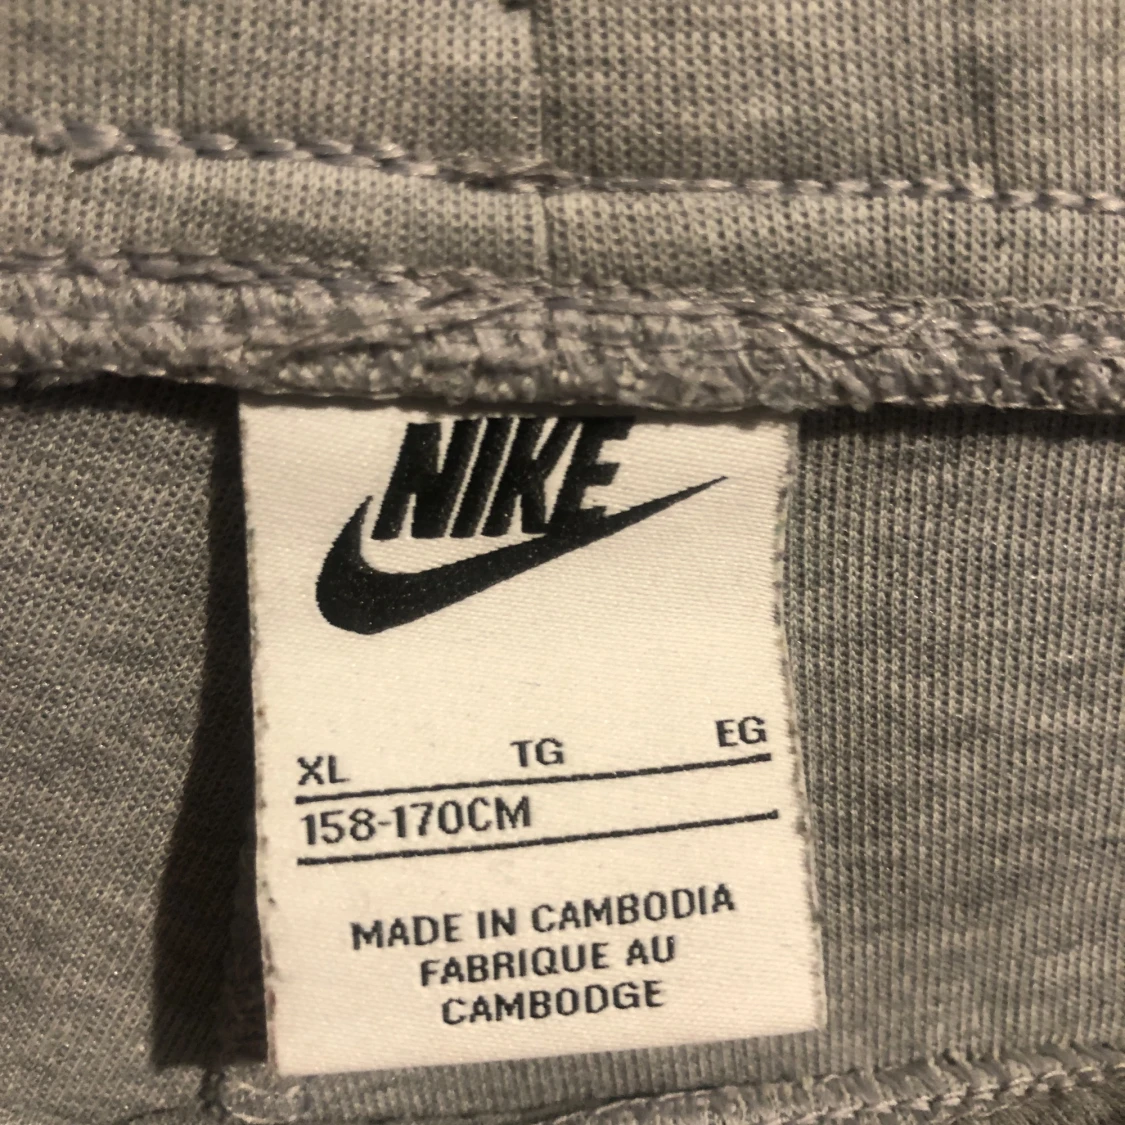 NIKE
XL TG EG
158-170CM
MADE IN CAMBODIA
FABRIQUE AU
CAMBODGE